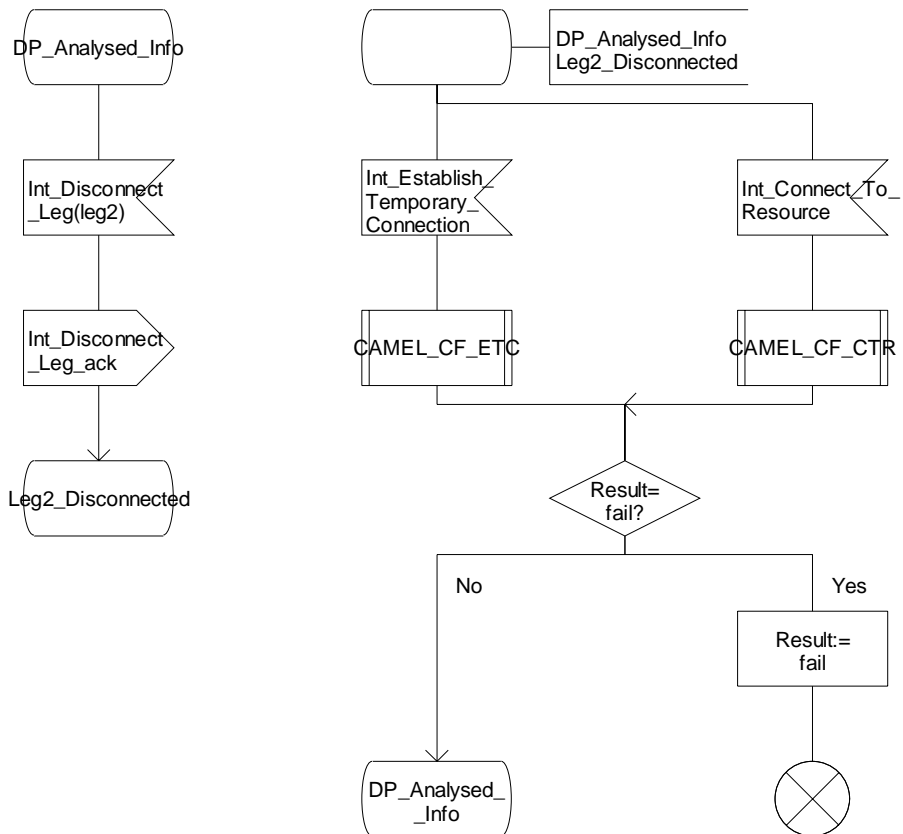 DP_Analysed_Info
Int_Disconnect
_Leg(leg2)
Int_Disconnect
_Leg_ack
Leg2_Disconnected
DP_Analysed_Info
Leg2_Disconnected
Int_Establish_
Temporary_
Connection
Int_Connect_To_
Resource
CAMEL_CF_ETC
CAMEL_CF_CTR
Result=
fail?
No
Yes
Result:=
fail
DP_Analysed_
_Info